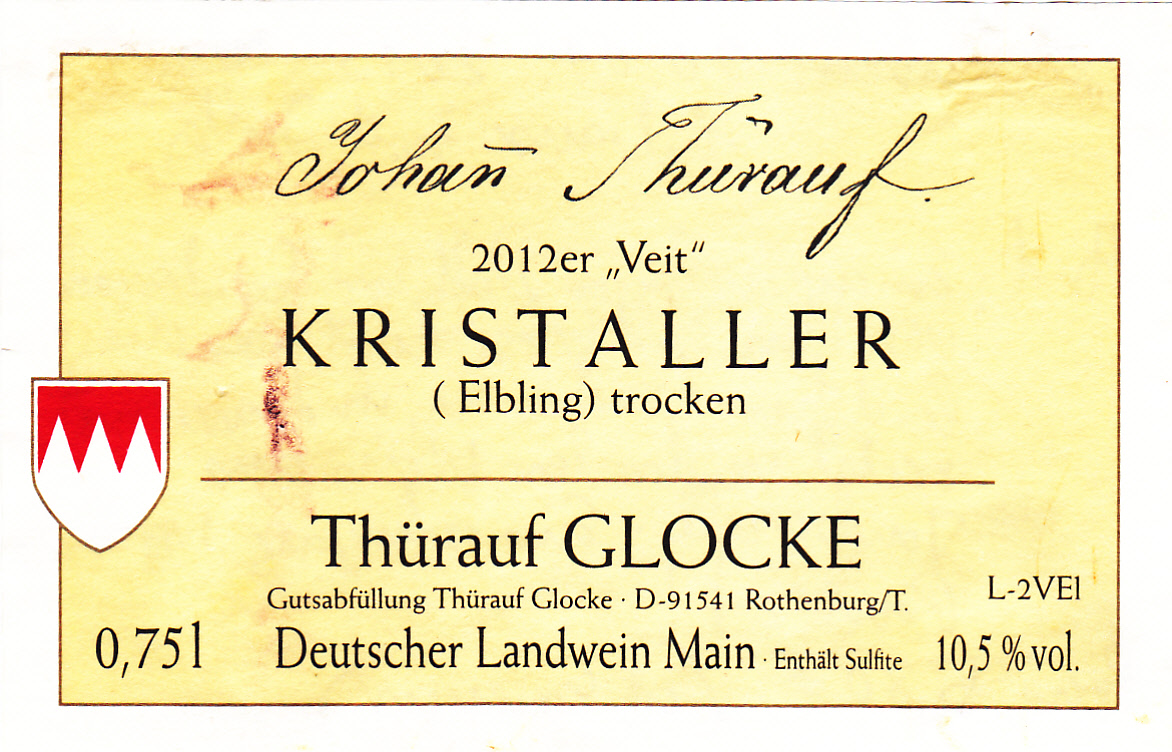 Johan̄ Thürauf.
2012er „Veit“
KRISTALLER
( Elbling) trocken
Thürauf GLOCKE
Gutsabfüllung Thürauf Glocke · D-91541 Rothenburg/T.
L-2VEl
0,75 l Deutscher Landwein Main · Enthält Sulfite 10,5 % vol.